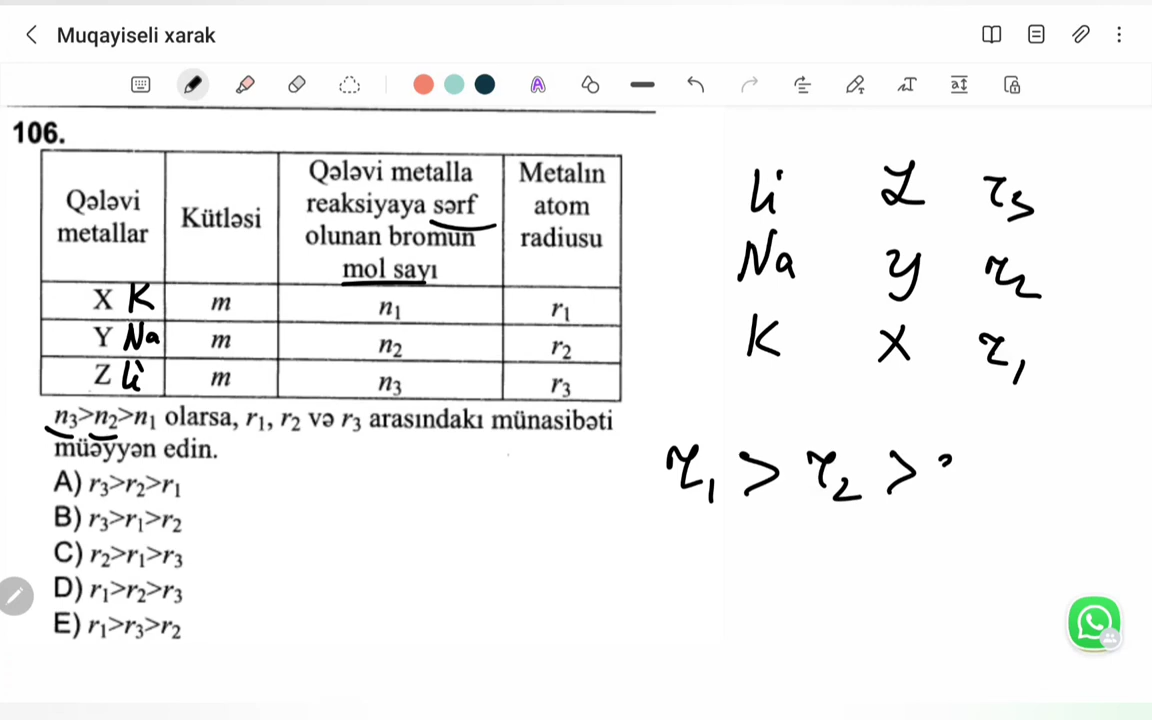 Muqayiseli xarak
106.
Qələvi metallar
Kütləsi
Qələvi metalla reaksiyaya sərf olunan bromun mol sayı
Metalın atom radiusu
X K m n₁ r₁
Y Na m n₂ r₂
Z Li m n₃ r₃
n₃>n₂>n₁ olarsa, r₁, r₂ və r₃ arasındakı münasibəti
müəyyən edin.
A) r₃>r₂>r₁
B) r₃>r₁>r₂
C) r₂>r₁>r₃
D) r₁>r₂>r₃
E) r₁>r₃>r₂
Li Z r₃
Na Y r₂
K X r₁
r₁ > r₂ >